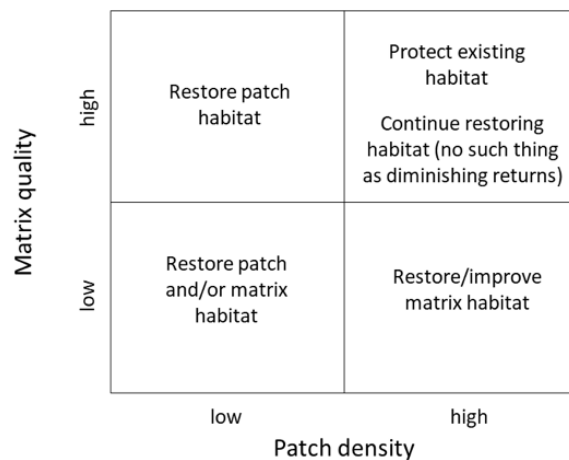 Matrix quality
high
low
Restore patch
habitat
Protect existing
habitat
Continue restoring
habitat (no such thing
as diminishing returns)
Restore patch
and/or matrix
habitat
Restore/improve
matrix habitat
low
high
Patch density